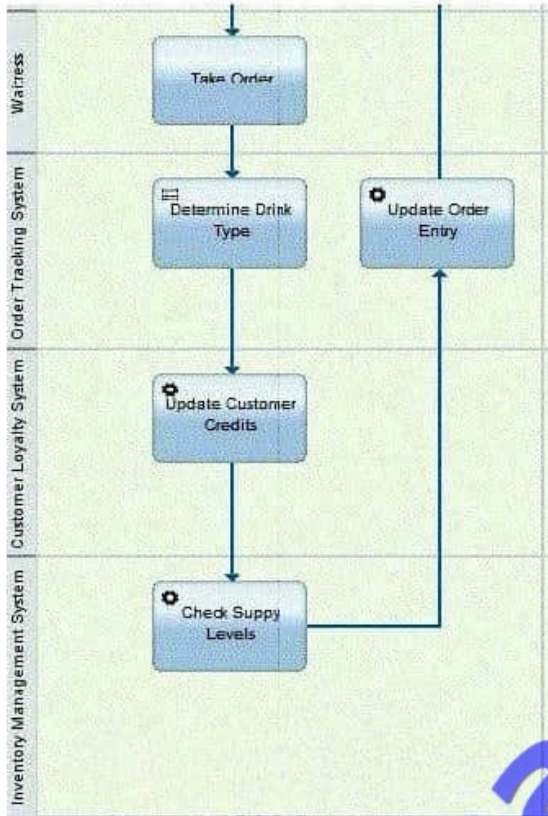 Waitress
Take Order
Order Tracking System
Determine Drink
Type
Update Order
Entry
Customer Loyalty System
Update Customer
Credits
Inventory Management System
Check Suppy
Levels